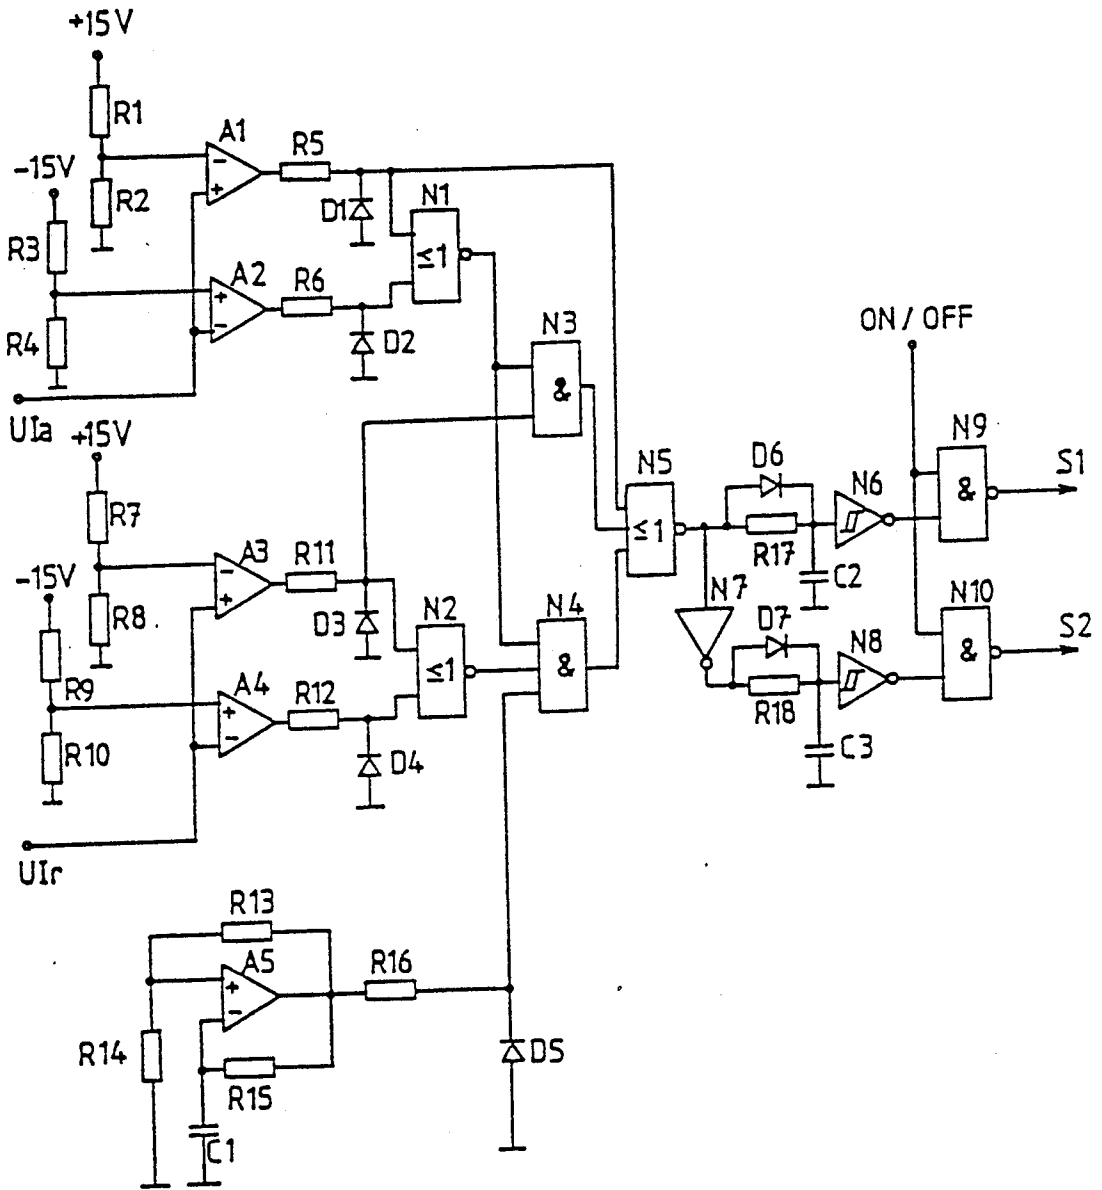 +15V
R1
A1
R5
-15V
R2
D1
N1
≤1
R3
A2
R6
R4
D2
N3
&
ON / OFF
UIa
+15V
N9
&
S1
R7
N5
≤1
D6
N6
R17
C2
A3
R11
-15V
R8
D3
N2
≤1
N4
&
N7
D7
N8
N10
&
S2
R9
A4
R12
R18
R10
D4
C3
UIr
R13
A5
R16
R14
R15
D5
C1